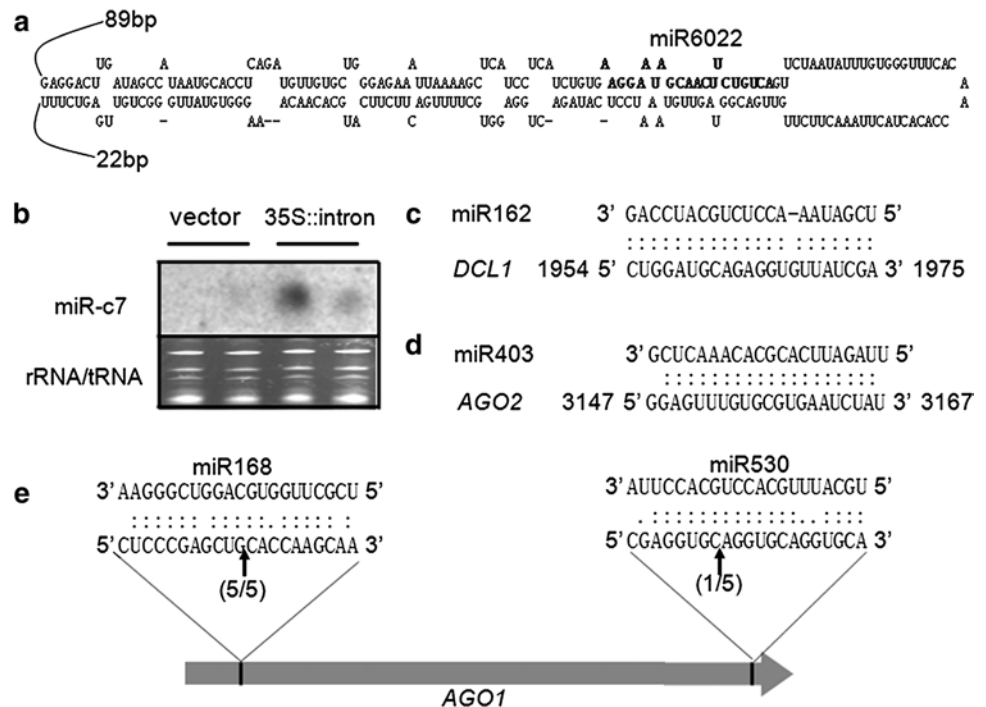 a
89bp
miR6022
UG A CAGA UG A UCA UCA A A A U UCUAAUAUUUGUGGGUUUCAC
GAGGACU AUAGCC UAAUGCACCU UGUUGUGC GGAGAA UUAAAAGC UCC UCUGUG AGGA U GCAACU CUGUCAGU A
UUUCUGA UGUCGG GUUAUGUGGG ACAACACG CUUCUU AGUUUUCG AGG AGAUAC UCCU A UGUUGA GGCAGUUG A
GU - AA-- UA C UGG UC- - A A U UUCUUCAAAUUCAUCACACC
22bp
b
vector 35S::intron
miR-c7
rRNA/tRNA
c
miR162 3' GACCUACGUCUCCA-AAUAGCU 5'
:::::::::::::: :::::::
DCL1 1954 5' CUGGAUGCAGAGGUGUUAUCGA 3' 1975
d
miR403 3' GCUCAAACACGCACUUAGAUU 5'
:::::::::::::::::::
AGO2 3147 5' GGAGUUUGUGCGUGAAUCUAU 3' 3167
e
miR168
3' AAGGGCUGGACGUGGUUCGCU 5'
:::::: ::::::.:::::: :
5' CUCCCGAGCUGCACCAAGCAA 3'
(5/5)
miR530
3' AUUCCACGUCCACGUUUACGU 5'
.:::::::::::::..::::
5' CGAGGUGCAGGUGCAGGUGCA 3'
(1/5)
AGO1